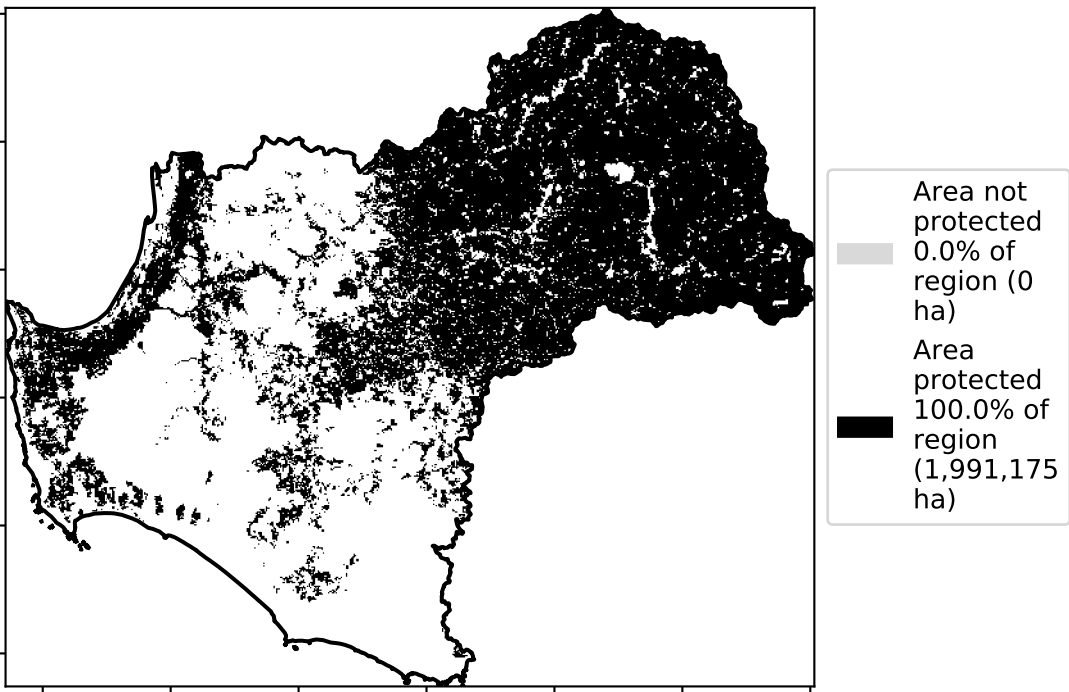 Area not
protected
0.0% of
region (0
ha)
Area
protected
100.0% of
region
(1,991,175
ha)